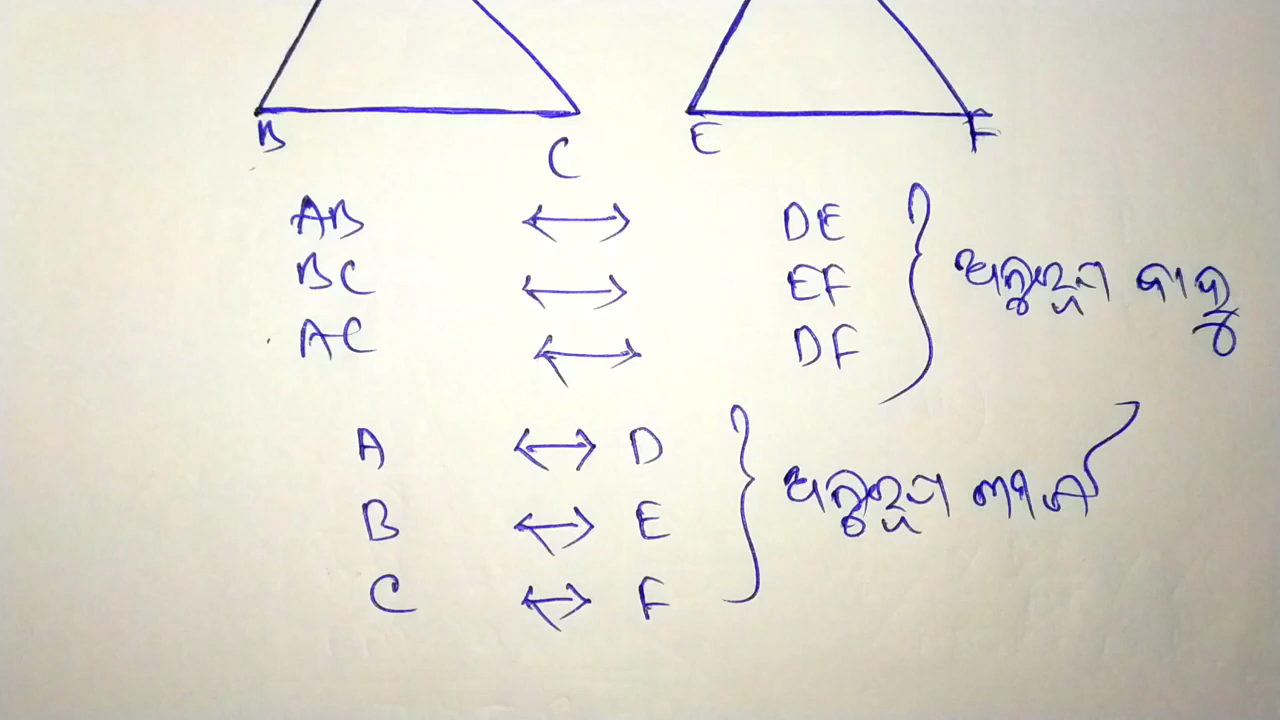 B C E F
AB ↔ DE
BC ↔ EF
AC ↔ DF
ଅନୁରୂପ ବାହୁ
A ↔ D
B ↔ E
C ↔ F
ଅନୁରୂପ ଶୀର୍ଷ